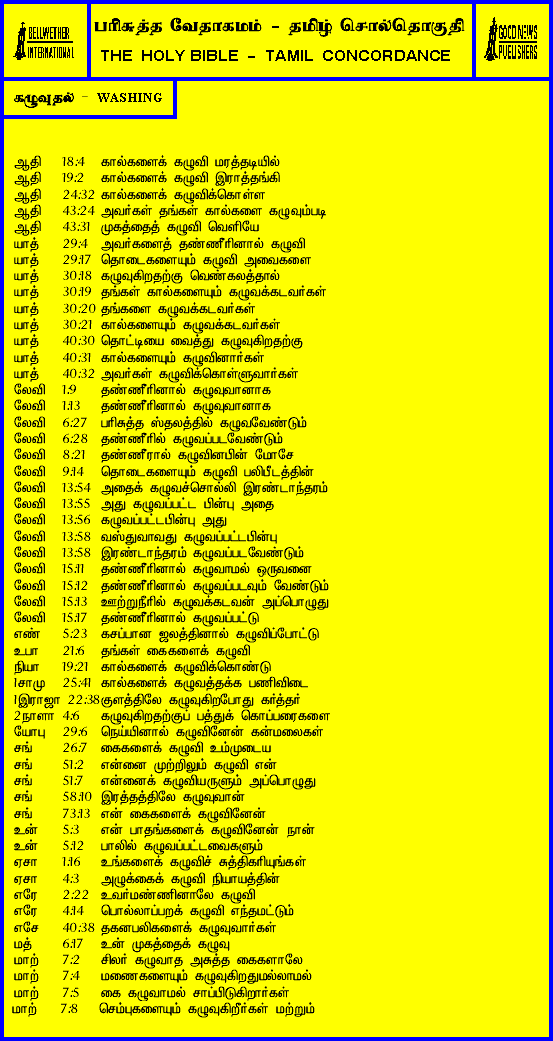 BELLWETHER
INTERNATIONAL
பரிசுத்த வேதாகமம் - தமிழ் சொல்தொகுதி
THE HOLY BIBLE - TAMIL CONCORDANCE
GOOD NEWS
PUBLISHERS
கழுவுதல் - WASHING
ஆதி 18:4 கால்களைக் கழுவி மரத்தடியில்
ஆதி 19:2 கால்களைக் கழுவி இராத்தங்கி
ஆதி 24:32 கால்களைக் கழுவிக்கொள்ள
ஆதி 43:24 அவர்கள் தங்கள் கால்களை கழுவும்படி
ஆதி 43:31 முகத்தைத் கழுவி வெளியே
யாத் 29:4 அவர்களைத் தண்ணீரினால் கழுவி
யாத் 29:17 தொடைகளையும் கழுவி அவைகளை
யாத் 30:18 கழுவுகிறதற்கு வெண்கலத்தால்
யாத் 30:19 தங்கள் கால்களையும் கழுவக்கடவர்கள்
யாத் 30:20 தங்களை கழுவக்கடவர்கள்
யாத் 30:21 கால்களையும் கழுவக்கடவர்கள்
யாத் 40:30 தொட்டியை வைத்து கழுவுகிறதற்கு
யாத் 40:31 கால்களையும் கழுவினார்கள்
யாத் 40:32 அவர்கள் கழுவிக்கொள்ளுவார்கள்
லேவி 1:9 தண்ணீரினால் கழுவுவானாக
லேவி 1:13 தண்ணீரினால் கழுவுவானாக
லேவி 6:27 பரிசுத்த ஸ்தலத்தில் கழுவவேண்டும்
லேவி 6:28 தண்ணீரில் கழுவப்படவேண்டும்
லேவி 8:21 தண்ணீரால் கழுவினபின் மோசே
லேவி 9:14 தொடைகளையும் கழுவி பலிபீடத்தின்
லேவி 13:54 அதைக் கழுவச்சொல்லி இரண்டாந்தரம்
லேவி 13:55 அது கழுவப்பட்ட பின்பு அதை
லேவி 13:56 கழுவப்பட்டபின்பு அது
லேவி 13:58 வஸ்துவாவது கழுவப்பட்டபின்பு
லேவி 13:58 இரண்டாந்தரம் கழுவப்படவேண்டும்
லேவி 15:11 தண்ணீரினால் கழுவாமல் ஒருவனை
லேவி 15:12 தண்ணீரினால் கழுவப்படவும் வேண்டும்
லேவி 15:13 ஊற்றுநீரில் கழுவக்கடவன் அப்பொழுது
லேவி 15:17 தண்ணீரினால் கழுவப்பட்டு
எண் 5:23 கசப்பான ஜலத்தினால் கழுவிப்போட்டு
உபா 21:6 தங்கள் கைகளைக் கழுவி
நியா 19:21 கால்களைக் கழுவிக்கொண்டு
1சாமு 25:41 கால்களைக் கழுவத்தக்க பணிவிடை
1இராஜா 22:38குளத்திலே கழுவுகிறபோது கர்த்தர்
2நாளா 4:6 கழுவுகிறதற்குப் பத்துக் கொப்பரைகளை
யோபு 29:6 நெய்யினால் கழுவினேன் கன்மலைகள்
சங் 26:7 கைகளைக் கழுவி உம்முடைய
சங் 51:2 என்னை முற்றிலும் கழுவி என்
சங் 51:7 என்னைக் கழுவியருளும் அப்பொழுது
சங் 58:10 இரத்தத்திலே கழுவுவான்
சங் 73:13 என் கைகளைக் கழுவினேன்
உன் 5:3 என் பாதங்களைக் கழுவினேன் நான்
உன் 5:12 பாலில் கழுவப்பட்டவைகளும்
ஏசா 1:16 உங்களைக் கழுவிச் சுத்திகரியுங்கள்
ஏசா 4:3 அழுக்கைக் கழுவி நியாயத்தின்
எரே 2:22 உவர்மண்ணினாலே கழுவி
எரே 4:14 பொல்லாப்பறக் கழுவி எந்தமட்டும்
எசே 40:38 தகனபலிகளைக் கழுவுவார்கள்
மத் 6:17 உன் முகத்தைக் கழுவு
மாற் 7:2 சிலர் கழுவாத அசுத்த கைகளாலே
மாற் 7:4 மணைகளையும் கழுவுகிறதுமல்லாமல்
மாற் 7:5 கை கழுவாமல் சாப்பிடுகிறார்கள்
மாற் 7:8 செம்புகளையும் கழுவுகிறீர்கள் மற்றும்